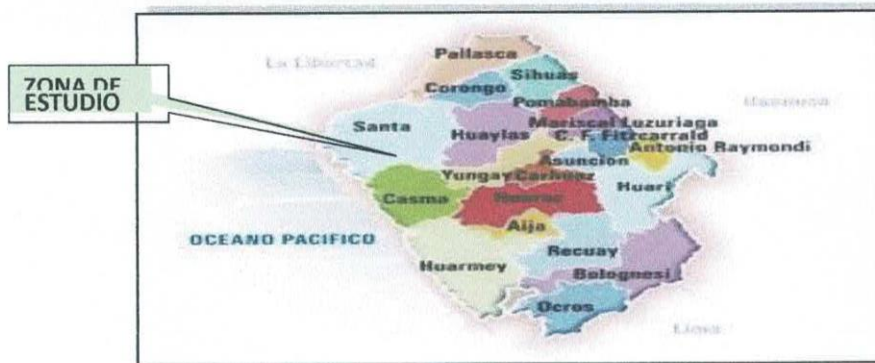 ZONA DE
ESTUDIO
La Libertad
Pallasca
Sihuas
Corongo
Pomabamba
Huanuco
Mariscal Luzuriaga
Santa
Huaylas
C. F. Fitzcarrald
Antonio Raymondi
Asuncion
Yungay
Carhuaz
Huari
Casma
Huaraz
Aija
OCEANO PACIFICO
Recuay
Huarmey
Bolognesi
Ocros
Lima